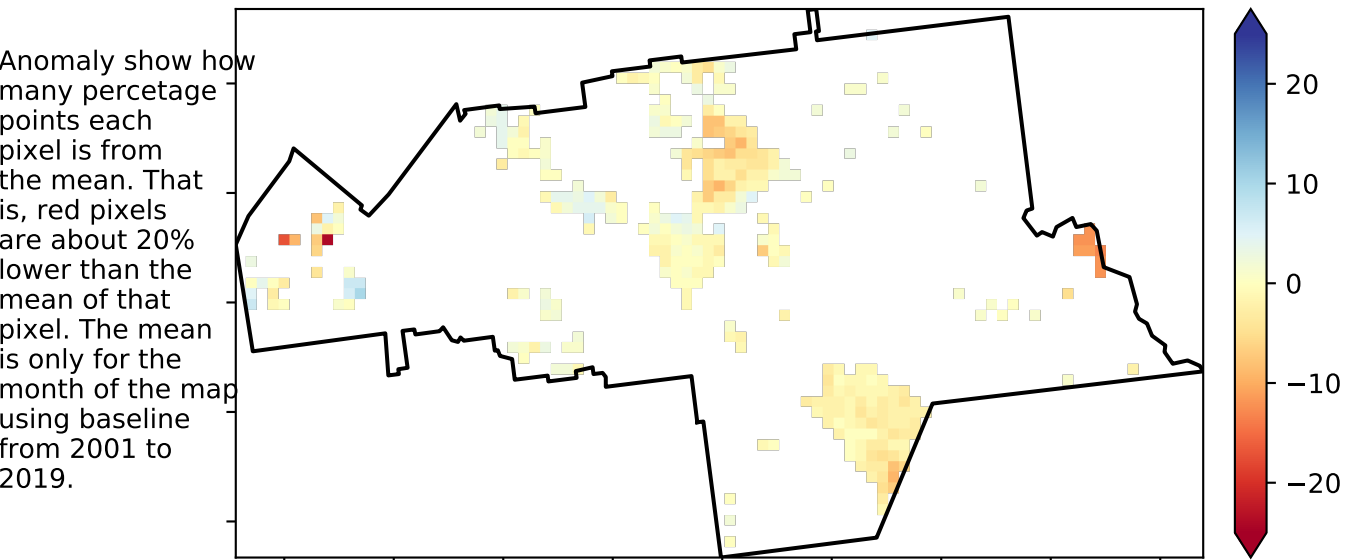 Anomaly show how
many percetage
points each
pixel is from
the mean. That
is, red pixels
are about 20%
lower than the
mean of that
pixel. The mean
is only for the
month of the map
using baseline
from 2001 to
2019.
20
10
0
−10
−20